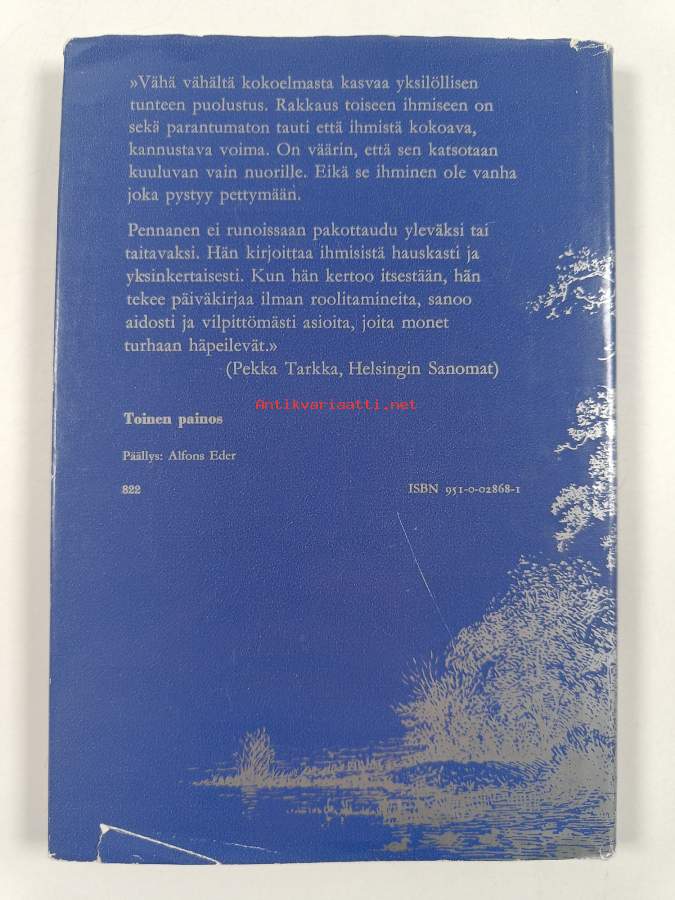 »Vähä vähältä kokoelmasta kasvaa yksilöllisen
tunteen puolustus. Rakkaus toiseen ihmiseen on
sekä parantumaton tauti että ihmistä kokoava,
kannustava voima. On väärin, että sen katsotaan
kuuluvan vain nuorille. Eikä se ihminen ole vanha
joka pystyy pettymään.
Pennanen ei runoissaan pakottaudu yleväksi tai
taitavaksi. Hän kirjoittaa ihmisistä hauskasti ja
yksinkertaisesti. Kun hän kertoo itsestään, hän
tekee päiväkirjaa ilman roolitamineita, sanoo
aidosti ja vilpittömästi asioita, joita monet
turhaan häpeilevät.»
(Pekka Tarkka, Helsingin Sanomat)
Antikvariaatti.net
Toinen painos
Päällys: Alfons Eder
822 ISBN 951-0-02868-1